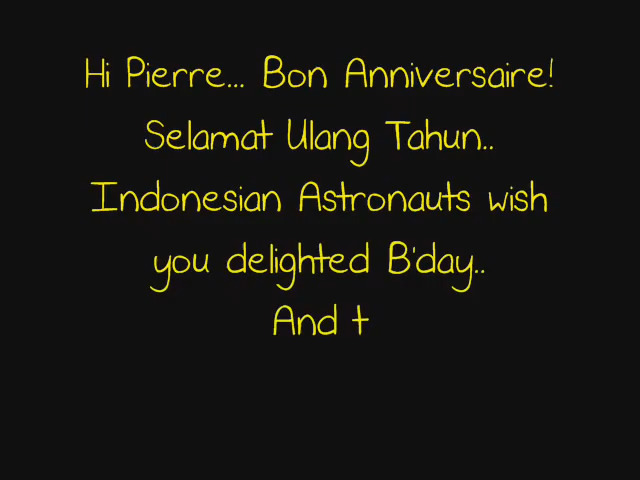 Hi Pierre... Bon Anniversaire!
Selamat Ulang Tahun..
Indonesian Astronauts wish
you delighted B'day..
And t